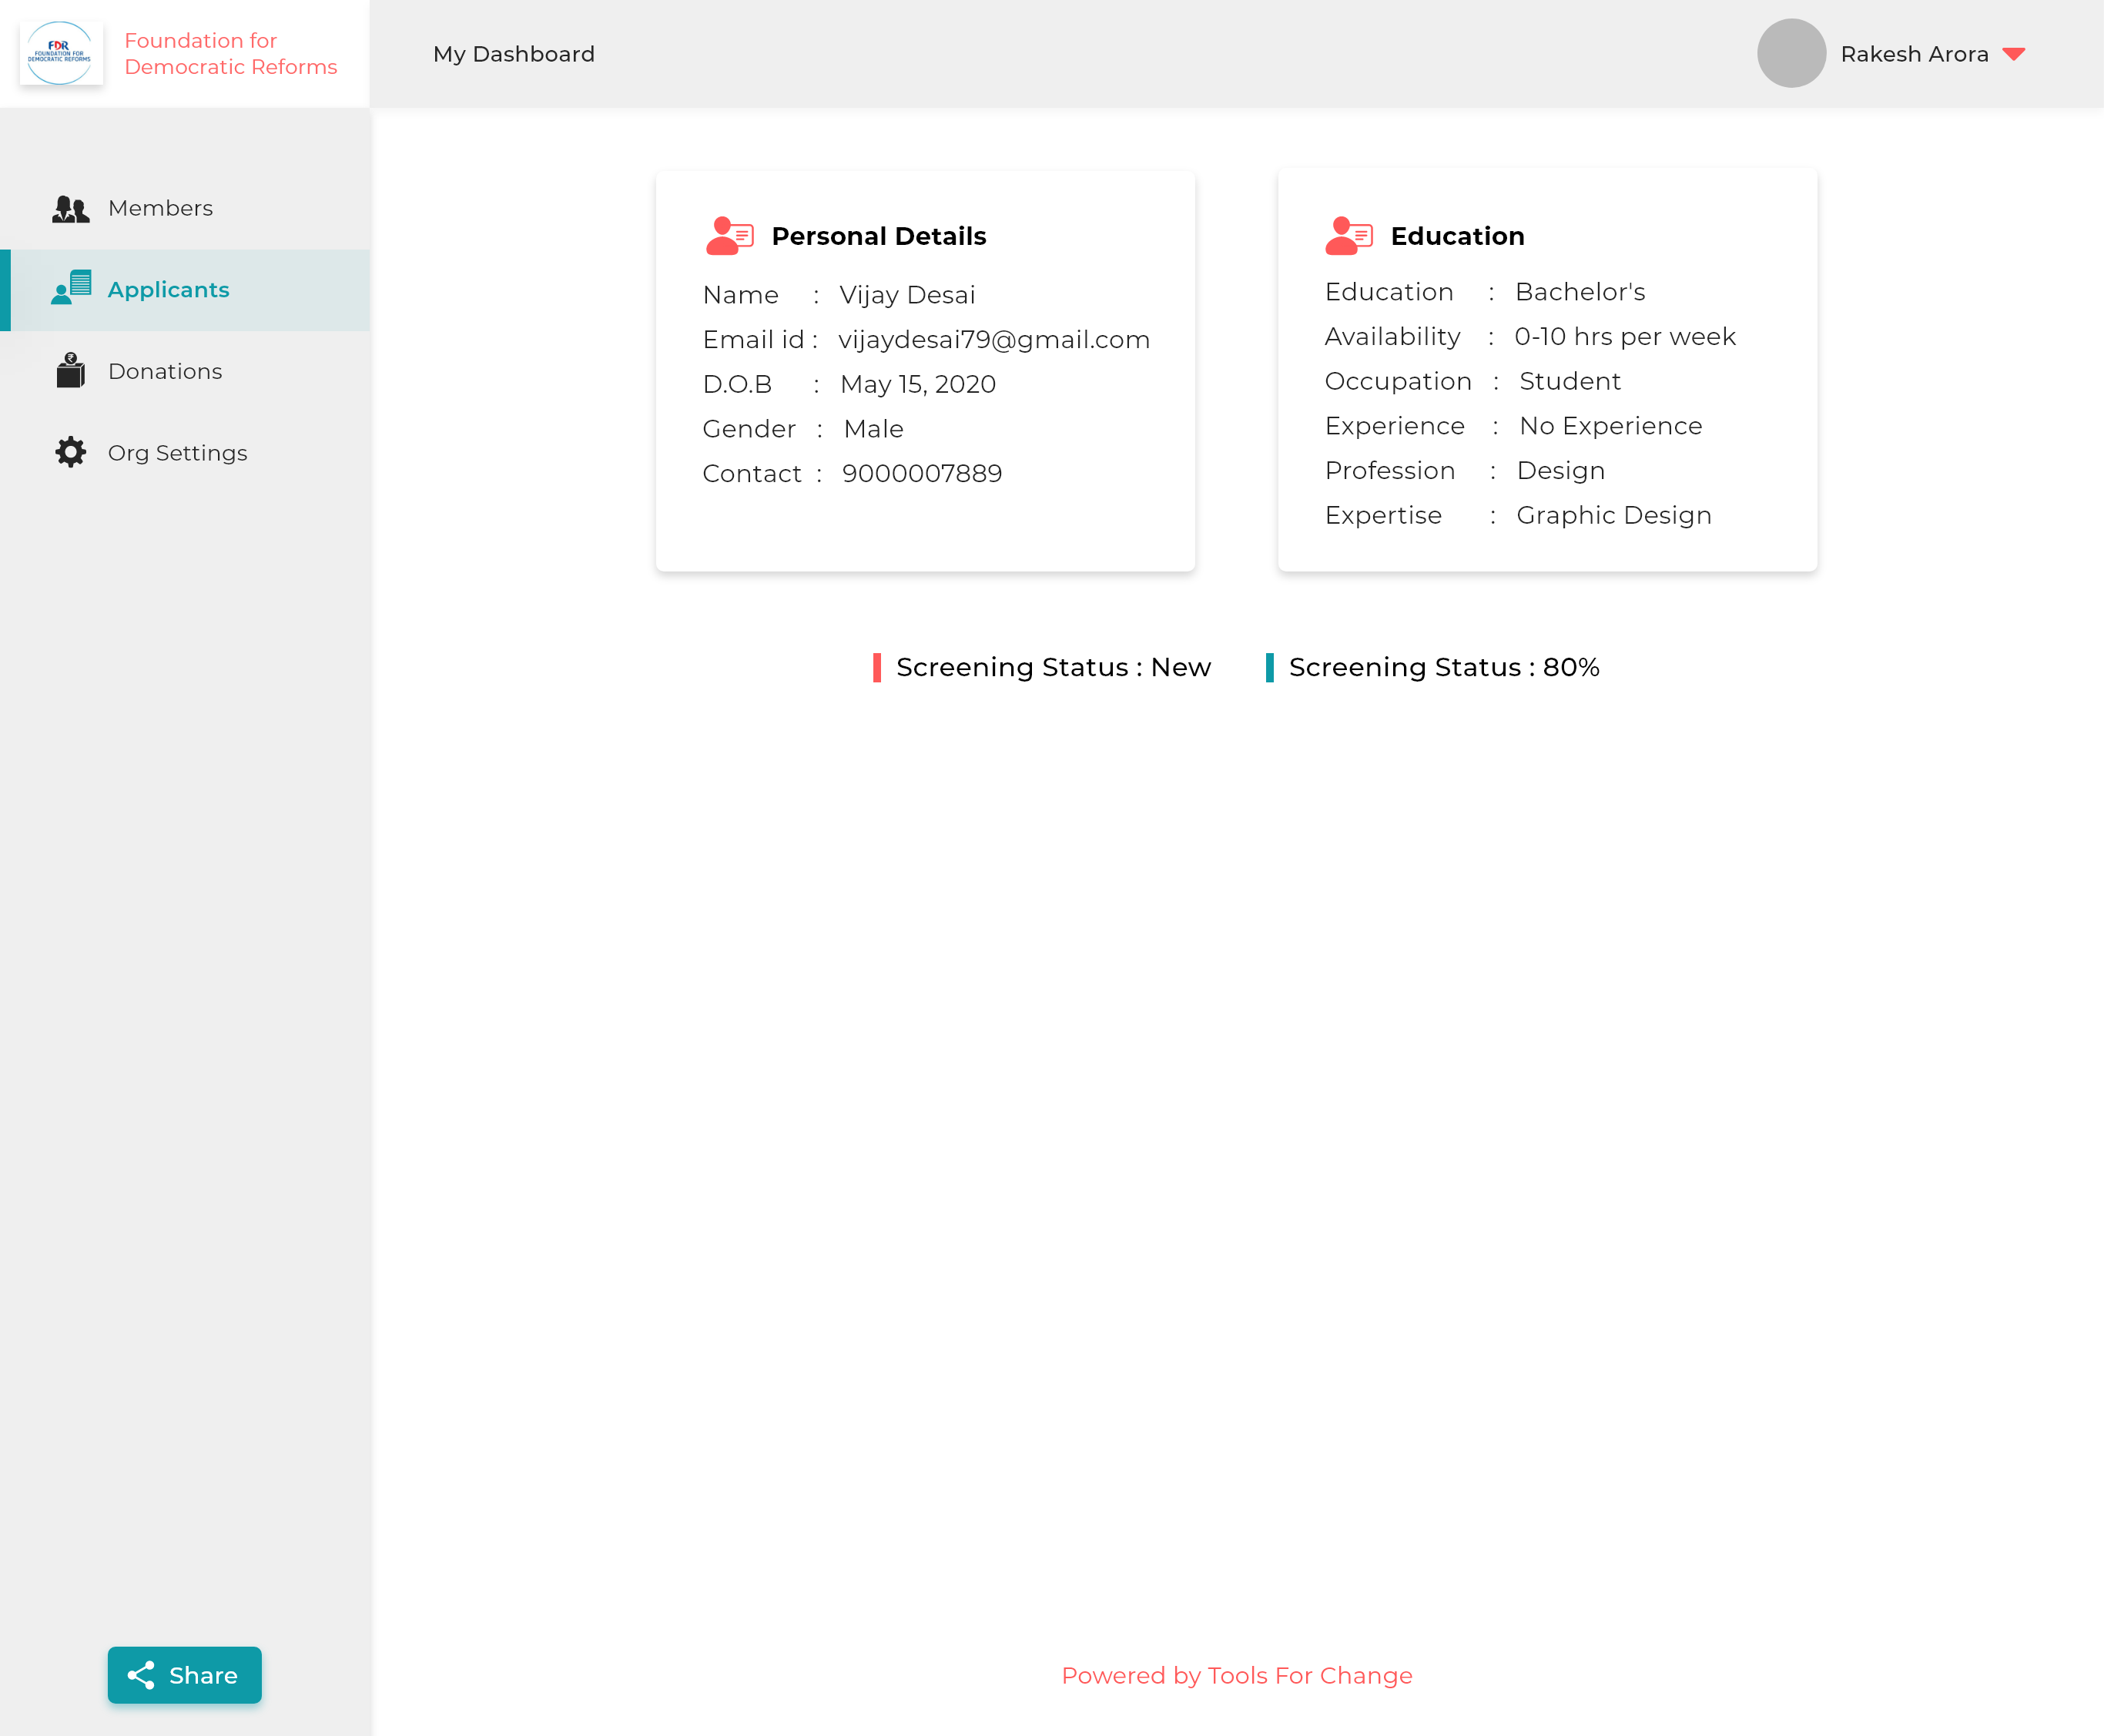 FDR
FOUNDATION FOR
DEMOCRATIC REFORMS
Foundation for
Democratic Reforms
My Dashboard
Rakesh Arora
Members
Applicants
Donations
Org Settings
Personal Details
Name : Vijay Desai
Email id : vijaydesai79@gmail.com
D.O.B : May 15, 2020
Gender : Male
Contact : 9000007889
Education
Education : Bachelor's
Availability : 0-10 hrs per week
Occupation : Student
Experience : No Experience
Profession : Design
Expertise : Graphic Design
Screening Status : New
Screening Status : 80%
Share
Powered by Tools For Change